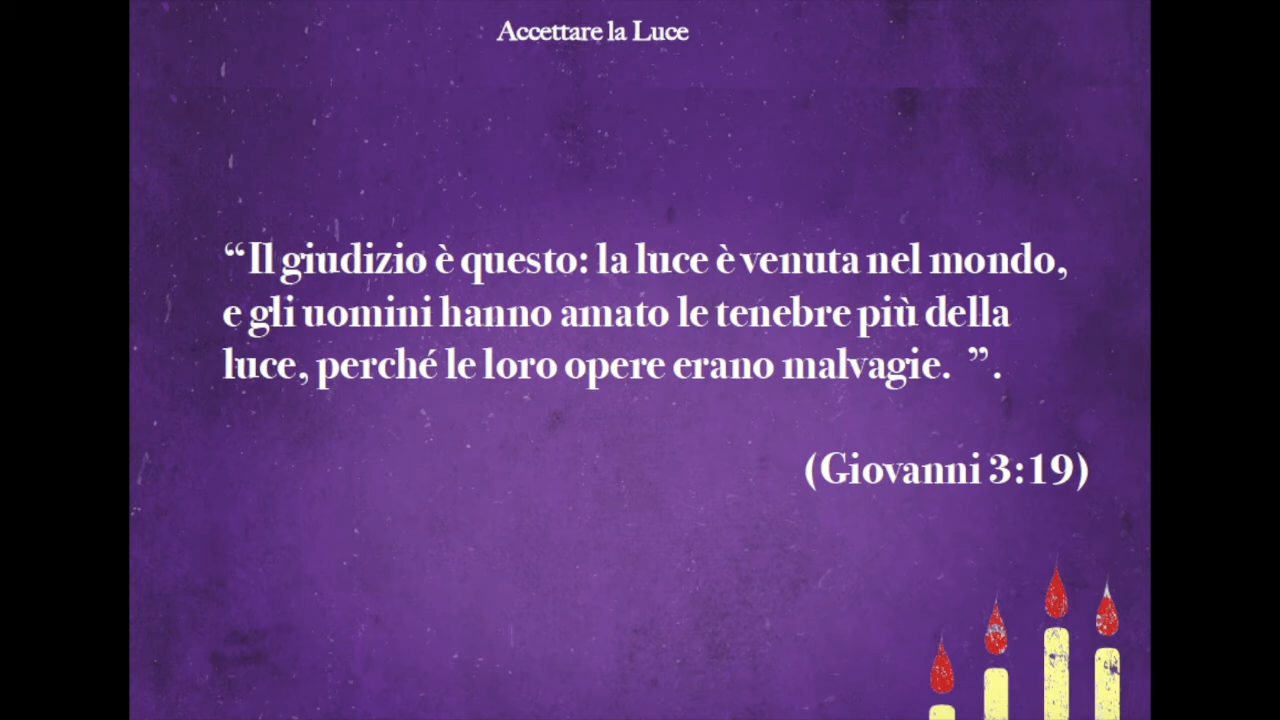 Accettare la Luce
“Il giudizio è questo: la luce è venuta nel mondo,
e gli uomini hanno amato le tenebre più della
luce, perché le loro opere erano malvagie. ”.
(Giovanni 3:19)